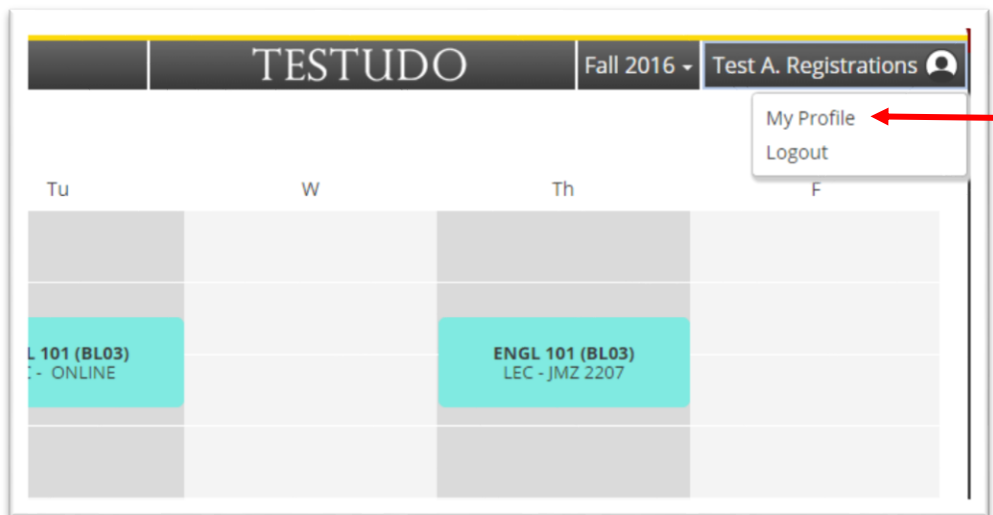 TESTUDO
Fall 2016
Test A. Registrations
My Profile
Logout
Tu W Th F
L 101 (BL03)
- ONLINE
ENGL 101 (BL03)
LEC - JMZ 2207